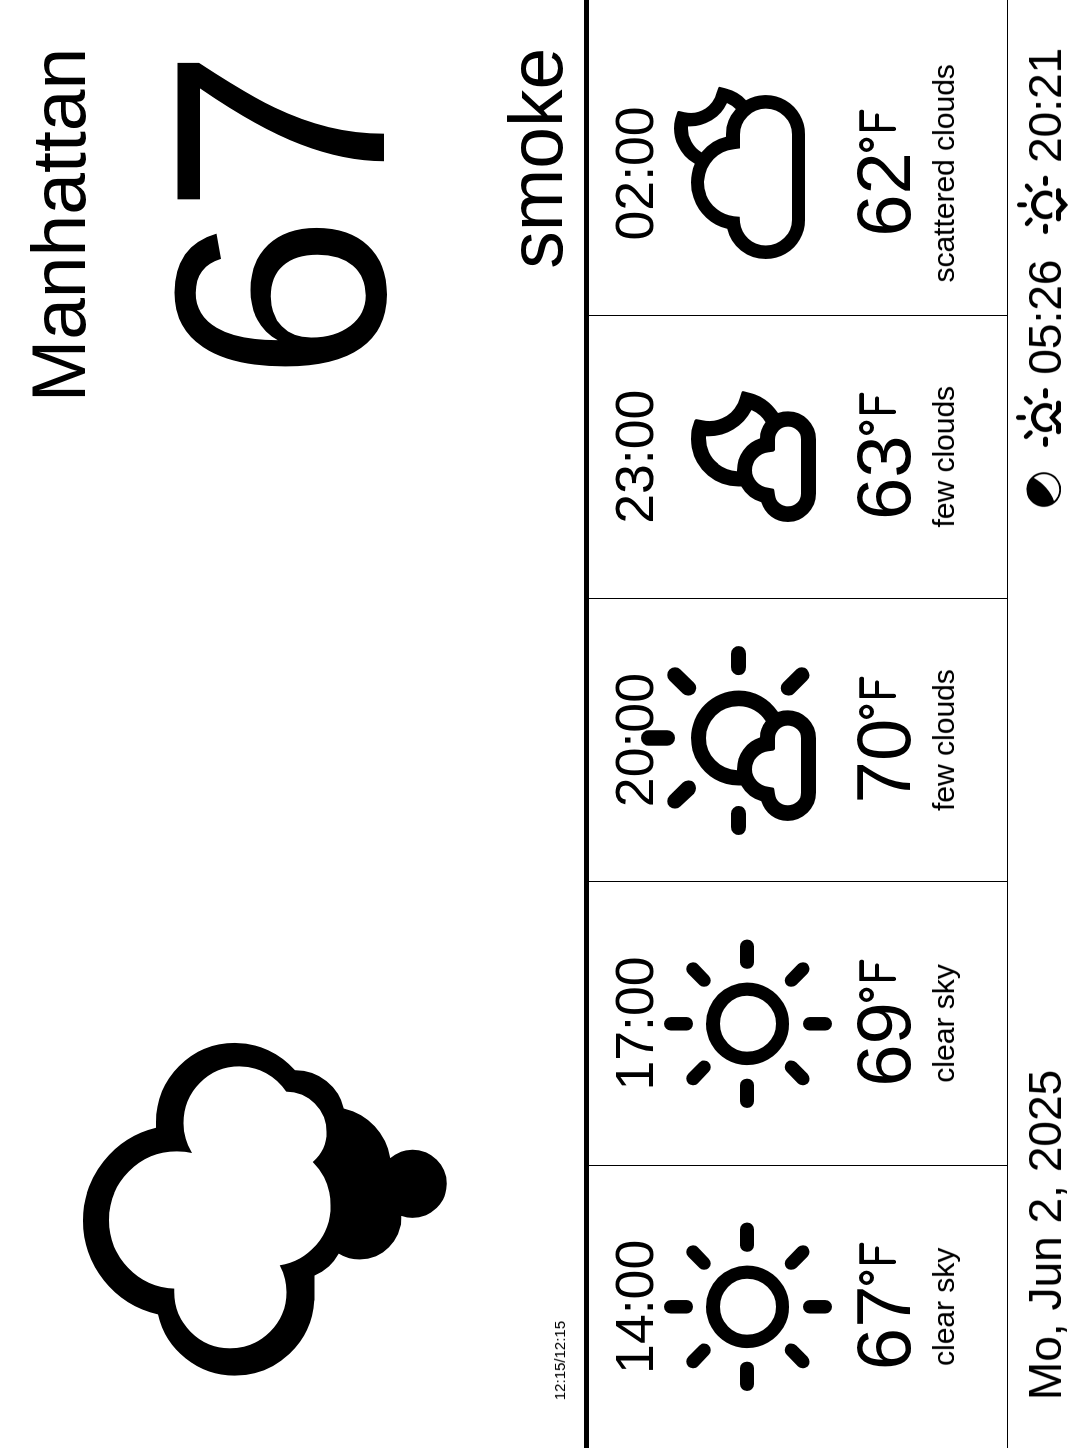 Manhattan
67
smoke
12:15/12:15
14:00
67°F
clear sky
17:00
69°F
clear sky
20:00
70°F
few clouds
23:00
63°F
few clouds
02:00
62°F
scattered clouds
Mo, Jun 2, 2025
05:26 20:21